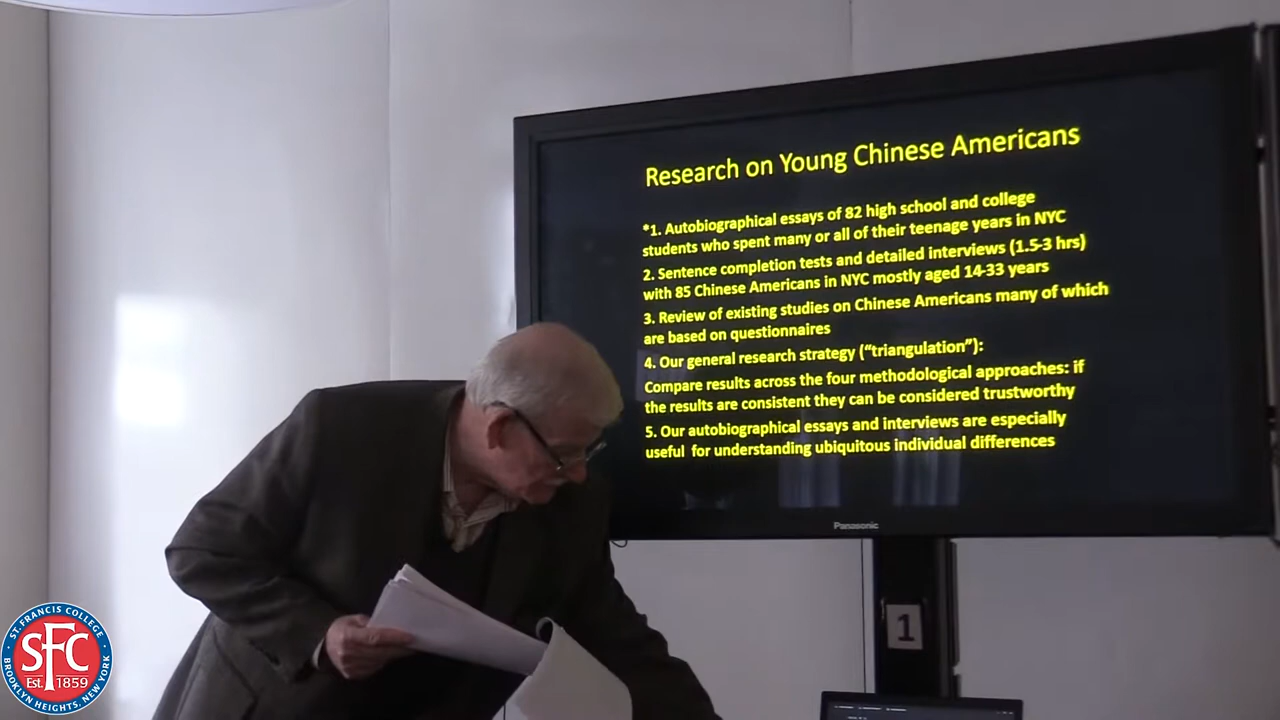 Research on Young Chinese Americans
*1. Autobiographical essays of 82 high school and college
students who spent many or all of their teenage years in NYC
2. Sentence completion tests and detailed interviews (1.5-3 hrs)
with 85 Chinese Americans in NYC mostly aged 14-33 years
3. Review of existing studies on Chinese Americans many of which
are based on questionnaires
4. Our general research strategy (“triangulation”):
Compare results across the four methodological approaches: if
the results are consistent they can be considered trustworthy
5. Our autobiographical essays and interviews are especially
useful for understanding ubiquitous individual differences
Panasonic
1
ST. FRANCIS COLLEGE
SFC
Est. 1859
BROOKLYN HEIGHTS, NEW YORK